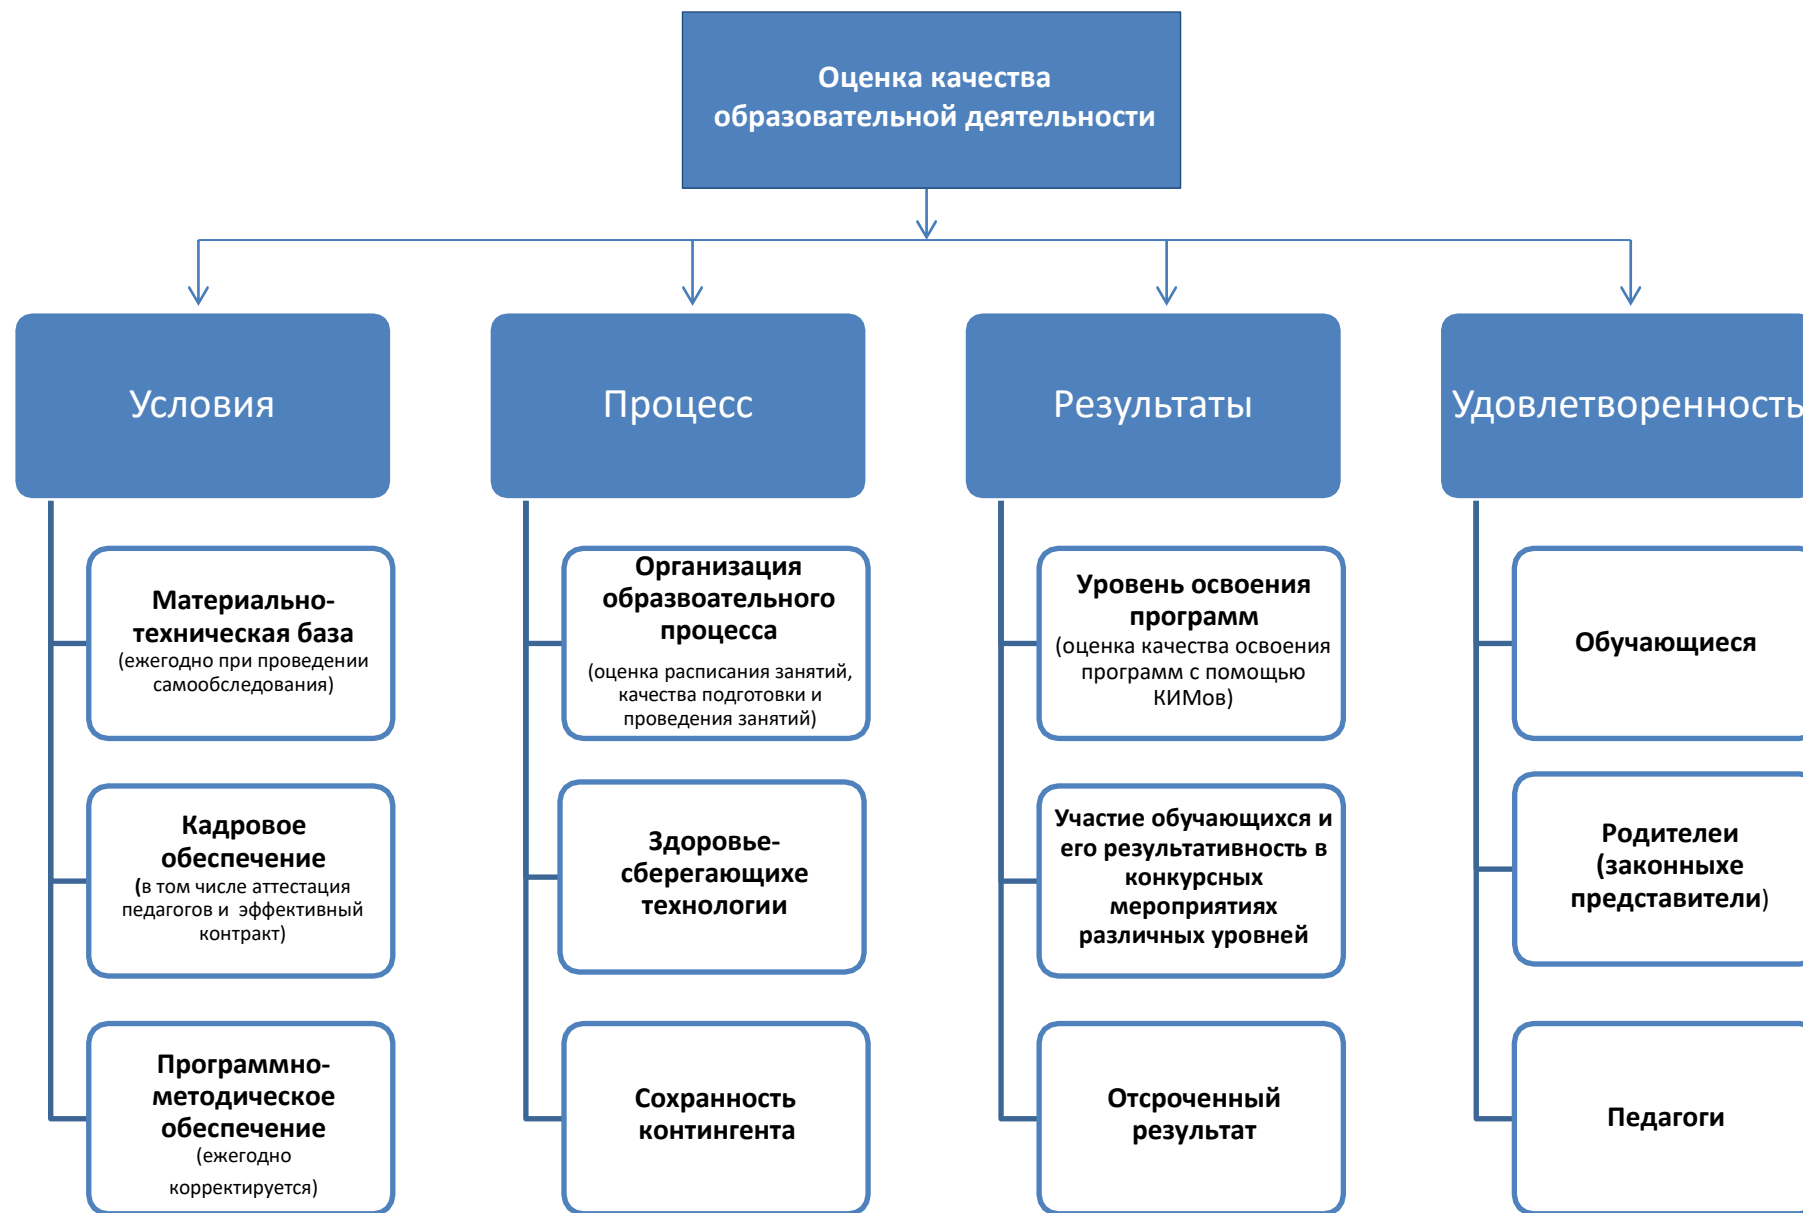 Оценка качества
образовательной деятельности
Условия
Материально-
техническая база
(ежегодно при проведении
самообследования)
Кадровое
обеспечение
(в том числе аттестация
педагогов и эффективный
контракт)
Программно-
методическое
обеспечение
(ежегодно
корректируется)
Процесс
Организация
образвоательного
процесса
(оценка расписания занятий,
качества подготовки и
проведения занятий)
Здоровье-
сберегающихе
технологии
Сохранность
контингента
Результаты
Уровень освоения
программ
(оценка качества освоения
программ с помощью
КИМов)
Участие обучающихся и
его результативность в
конкурсных
мероприятиях
различных уровней
Отсроченный
результат
Удовлетворенность
Обучающиеся
Родителеи
(законныхе
представители)
Педагоги